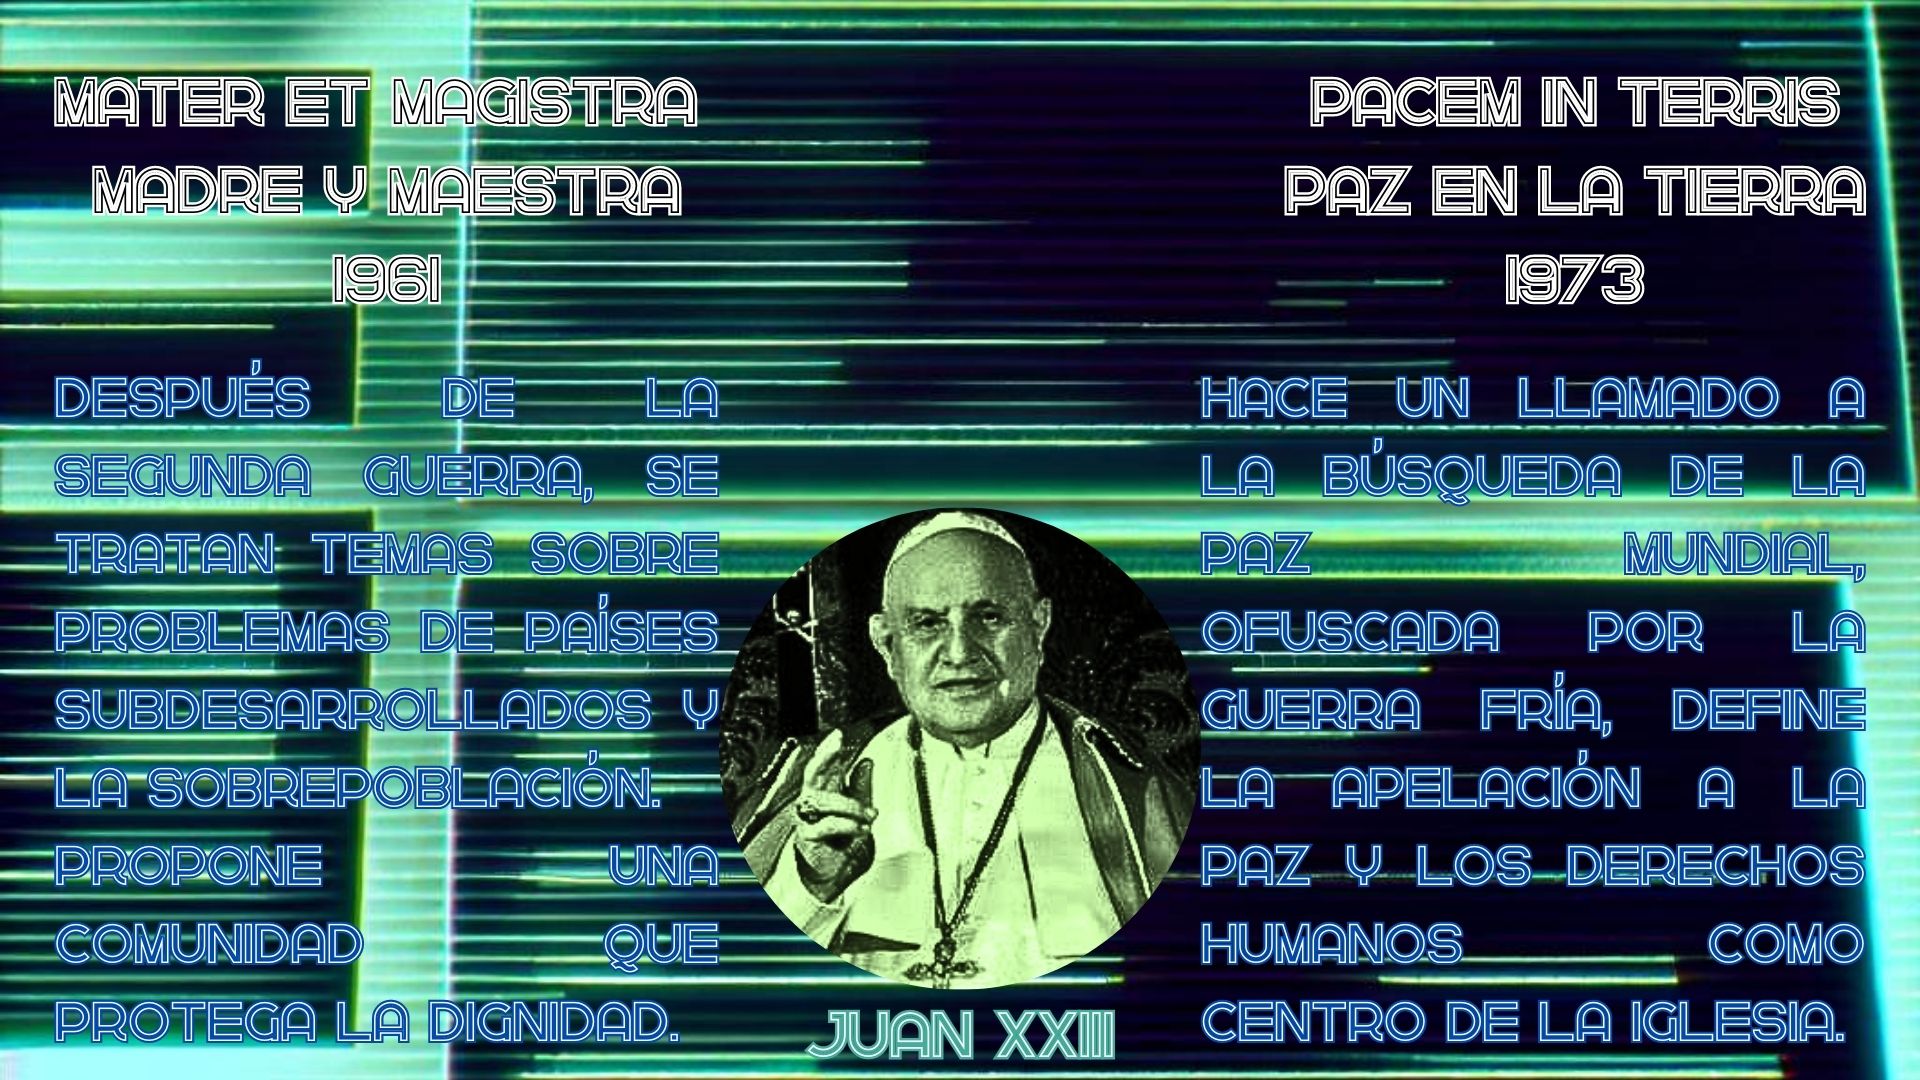 MATER ET MAGISTRA
MADRE Y MAESTRA
1961
DESPUÉS DE LA
SEGUNDA GUERRA, SE
TRATAN TEMAS SOBRE
PROBLEMAS DE PAÍSES
SUBDESARROLLADOS Y
LA SOBREPOBLACIÓN.
PROPONE UNA
COMUNIDAD QUE
PROTEGA LA DIGNIDAD.
PACEM IN TERRIS
PAZ EN LA TIERRA
1973
HACE UN LLAMADO A
LA BÚSQUEDA DE LA
PAZ MUNDIAL,
OFUSCADA POR LA
GUERRA FRÍA, DEFINE
LA APELACIÓN A LA
PAZ Y LOS DERECHOS
HUMANOS COMO
CENTRO DE LA IGLESIA.
JUAN XXIII